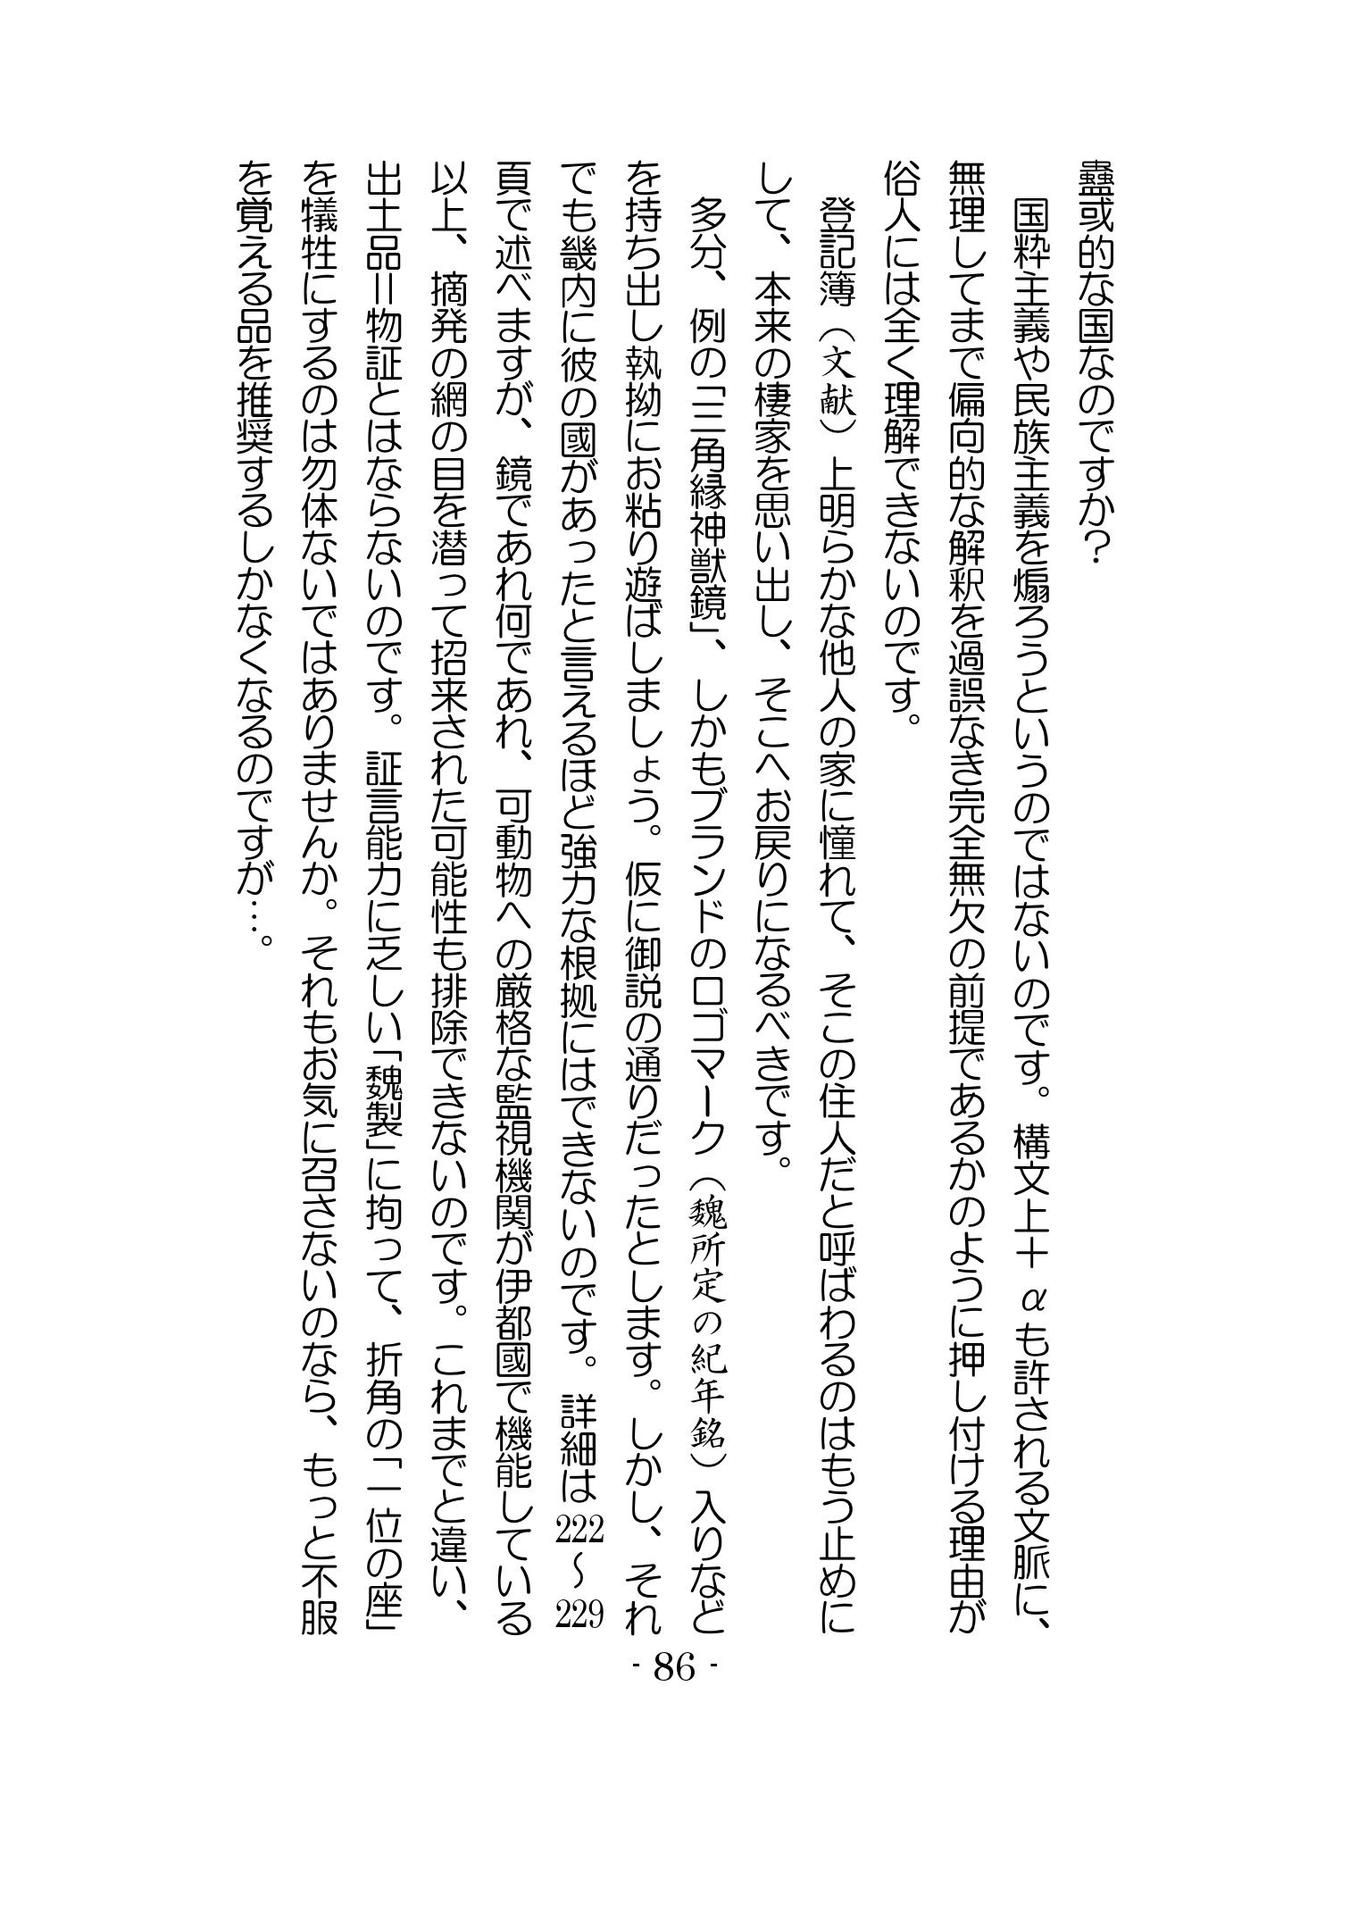 蠱或的な国なのですか？
国粋主義や民族主義を煽ろうというのではないのです。構文上＋αも許される文脈に、
無理してまで偏向的な解釈を過誤なき完全無欠の前提であるかのように押し付ける理由が
俗人には全く理解できないのです。
登記簿（文献）上明らかな他人の家に憧れて、そこの住人だと呼ばわるのはもう止めに
して、本来の棲家を思い出し、そこへお戻りになるべきです。
多分、例の「三角縁神獣鏡」、しかもブランドのロゴマーク（魏所定の紀年銘）入りなど
を持ち出し執拗にお粘り遊ばしましょう。仮に御説の通りだったとします。しかし、それ
でも畿内に彼の國があったと言えるほど強力な根拠にはできないのです。詳細は222～229
頁で述べますが、鏡であれ何であれ、可動物への厳格な監視機関が伊都國で機能している
以上、摘発の網の目を潜って招来された可能性も排除できないのです。これまでと違い、
出土品＝物証とはならないのです。証言能力に乏しい「魏製」に拘って、折角の「一位の座」
を犠牲にするのは勿体ないではありませんか。それもお気に召さないのなら、もっと不服
を覚える品を推奨するしかなくなるのですが…。
- 86 -